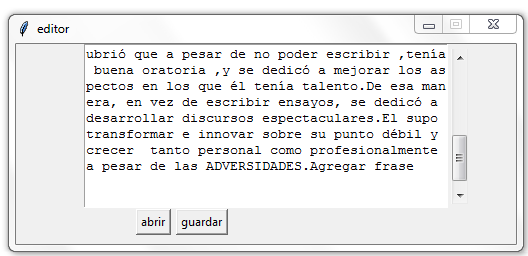 editor
ubrió que a pesar de no poder escribir ,tenía
 buena oratoria ,y se dedicó a mejorar los as
pectos en los que él tenía talento.De esa man
era, en vez de escribir ensayos, se dedicó a
desarrollar discursos espectaculares.El supo
transformar e innovar sobre su punto débil y
crecer  tanto personal como profesionalmente
a pesar de las ADVERSIDADES.Agregar frase
abrir guardar